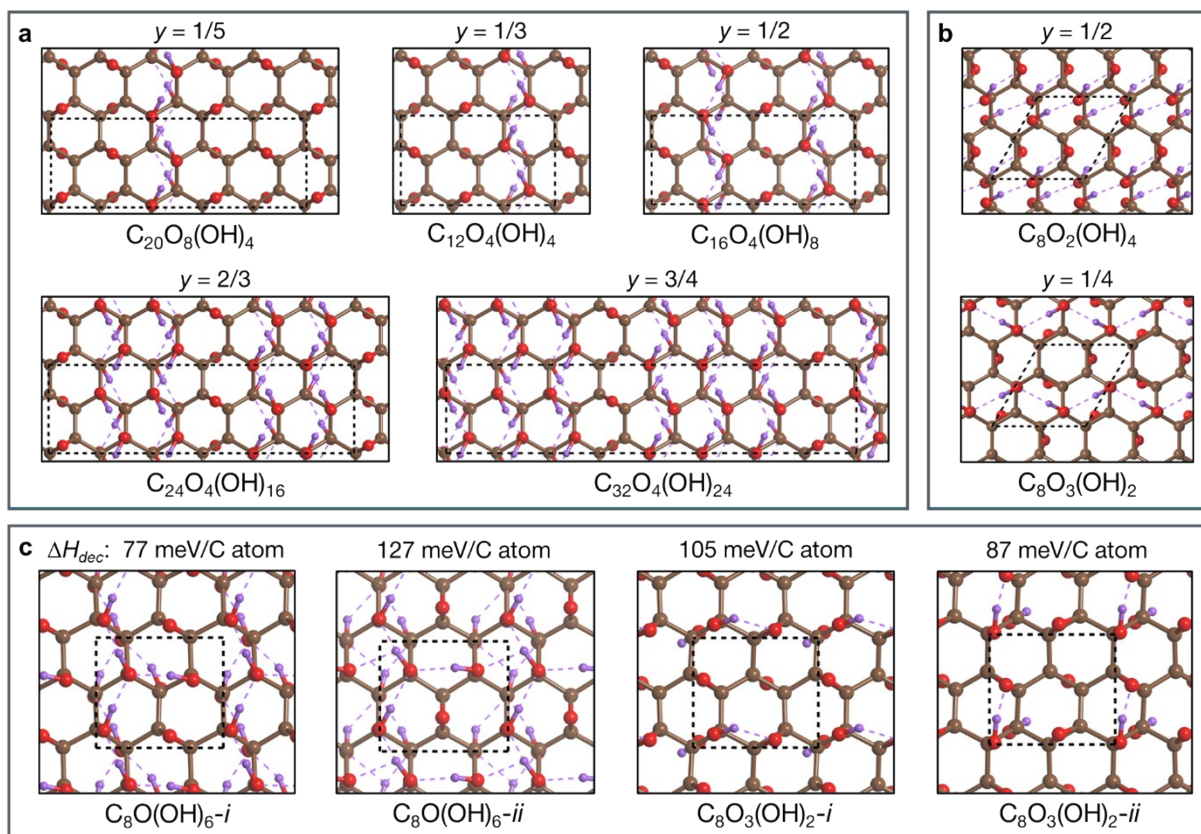 a
y = 1/5
y = 1/3
y = 1/2
C₂₀O₈(OH)₄
C₁₂O₄(OH)₄
C₁₆O₄(OH)₈
y = 2/3
y = 3/4
C₂₄O₄(OH)₁₆
C₃₂O₄(OH)₂₄
b
y = 1/2
C₈O₂(OH)₄
y = 1/4
C₈O₃(OH)₂
c
ΔH_dec: 77 meV/C atom
127 meV/C atom
105 meV/C atom
87 meV/C atom
C₈O(OH)₆-i
C₈O(OH)₆-ii
C₈O₃(OH)₂-i
C₈O₃(OH)₂-ii